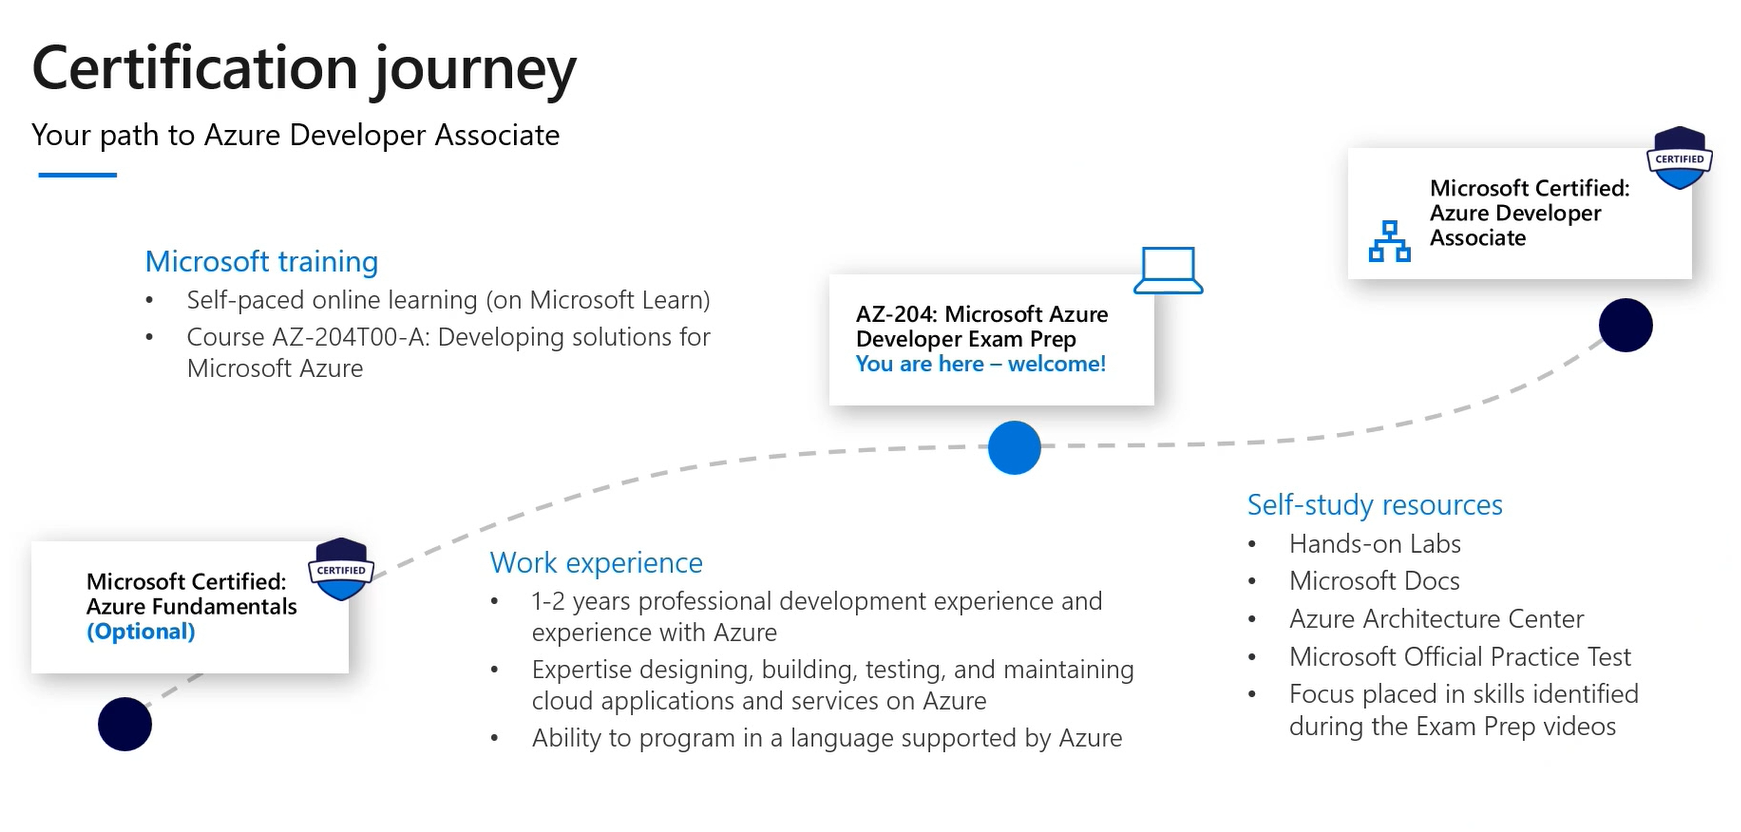 Certification journey
Your path to Azure Developer Associate
CERTIFIED
Microsoft Certified:
Azure Developer
Associate
Microsoft training
• Self-paced online learning (on Microsoft Learn)
• Course AZ-204T00-A: Developing solutions for
Microsoft Azure
AZ-204: Microsoft Azure
Developer Exam Prep
You are here – welcome!
CERTIFIED
Microsoft Certified:
Azure Fundamentals
(Optional)
Work experience
• 1-2 years professional development experience and
experience with Azure
• Expertise designing, building, testing, and maintaining
cloud applications and services on Azure
• Ability to program in a language supported by Azure
Self-study resources
• Hands-on Labs
• Microsoft Docs
• Azure Architecture Center
• Microsoft Official Practice Test
• Focus placed in skills identified
during the Exam Prep videos